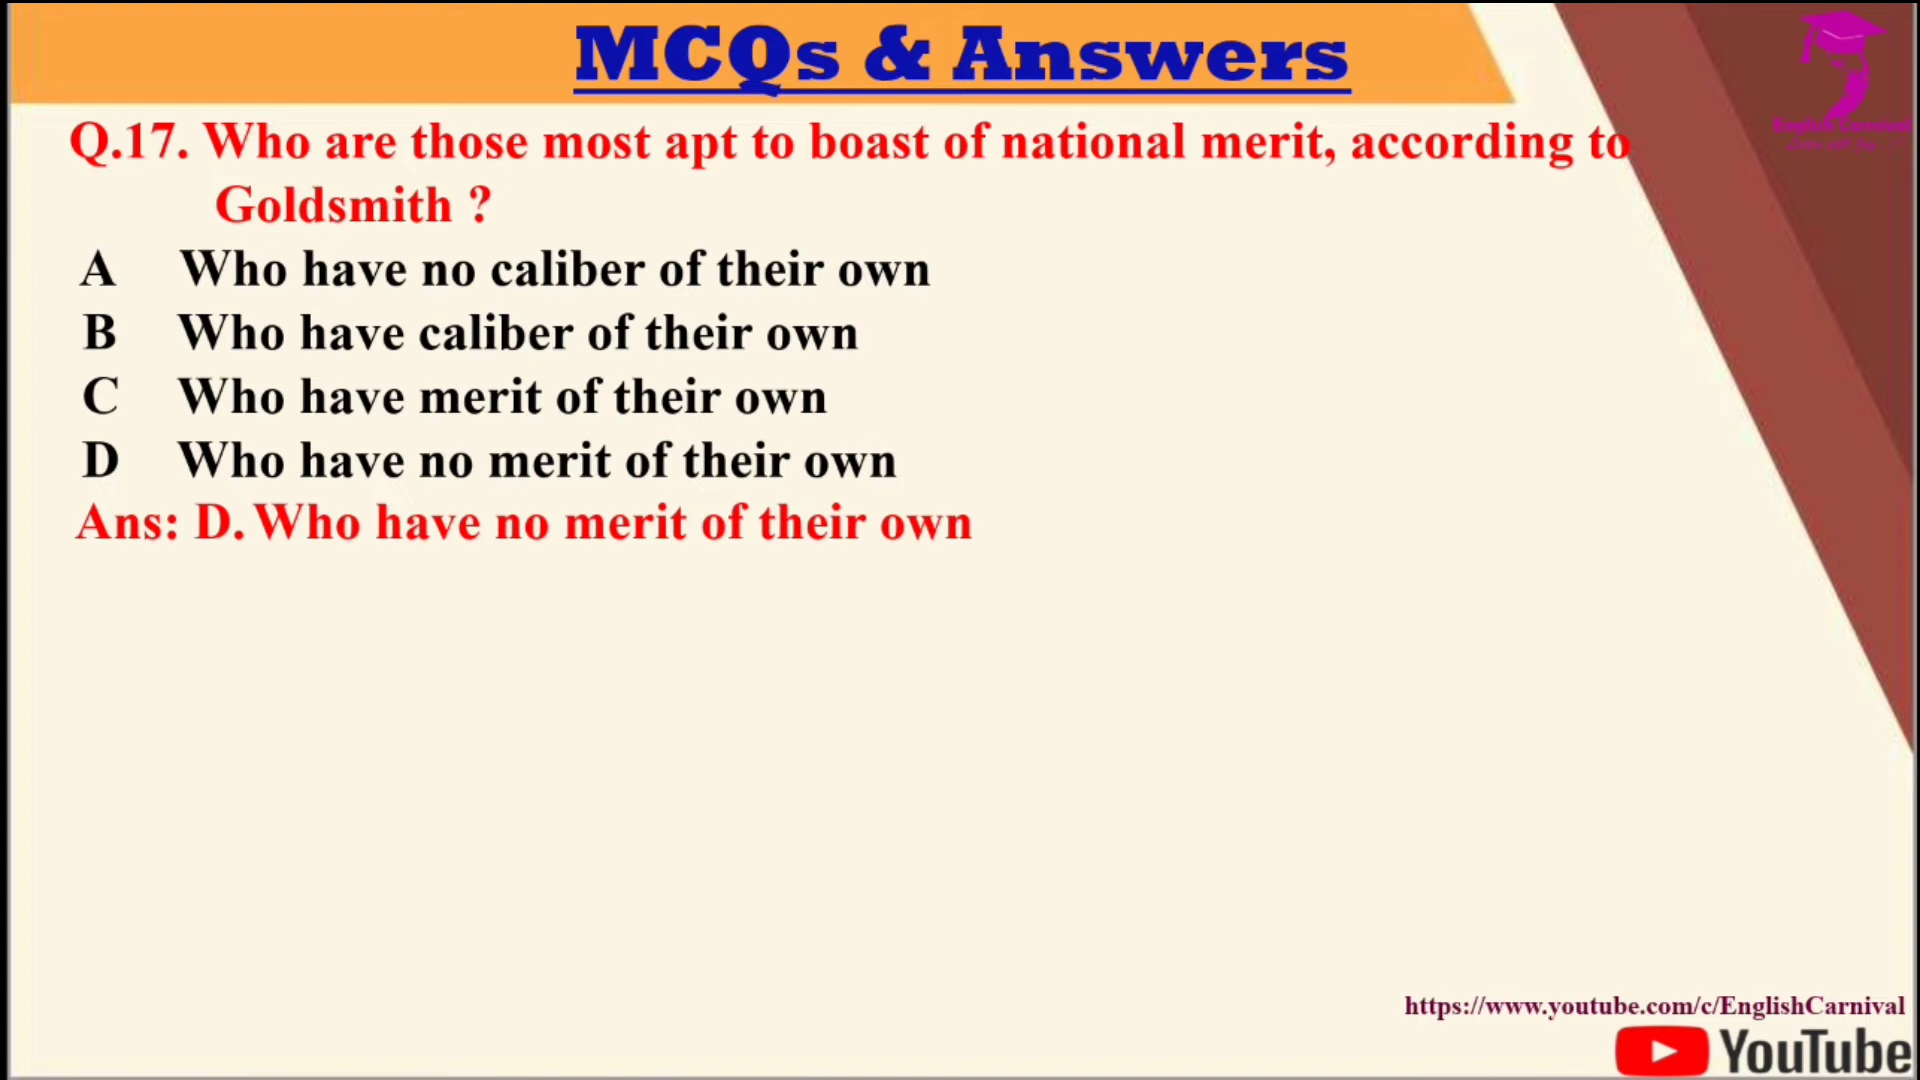 MCQs & Answers
Q.17. Who are those most apt to boast of national merit, according to
Goldsmith ?
A Who have no caliber of their own
B Who have caliber of their own
C Who have merit of their own
D Who have no merit of their own
Ans: D. Who have no merit of their own
English Carnival
https://www.youtube.com/c/EnglishCarnival
YouTube